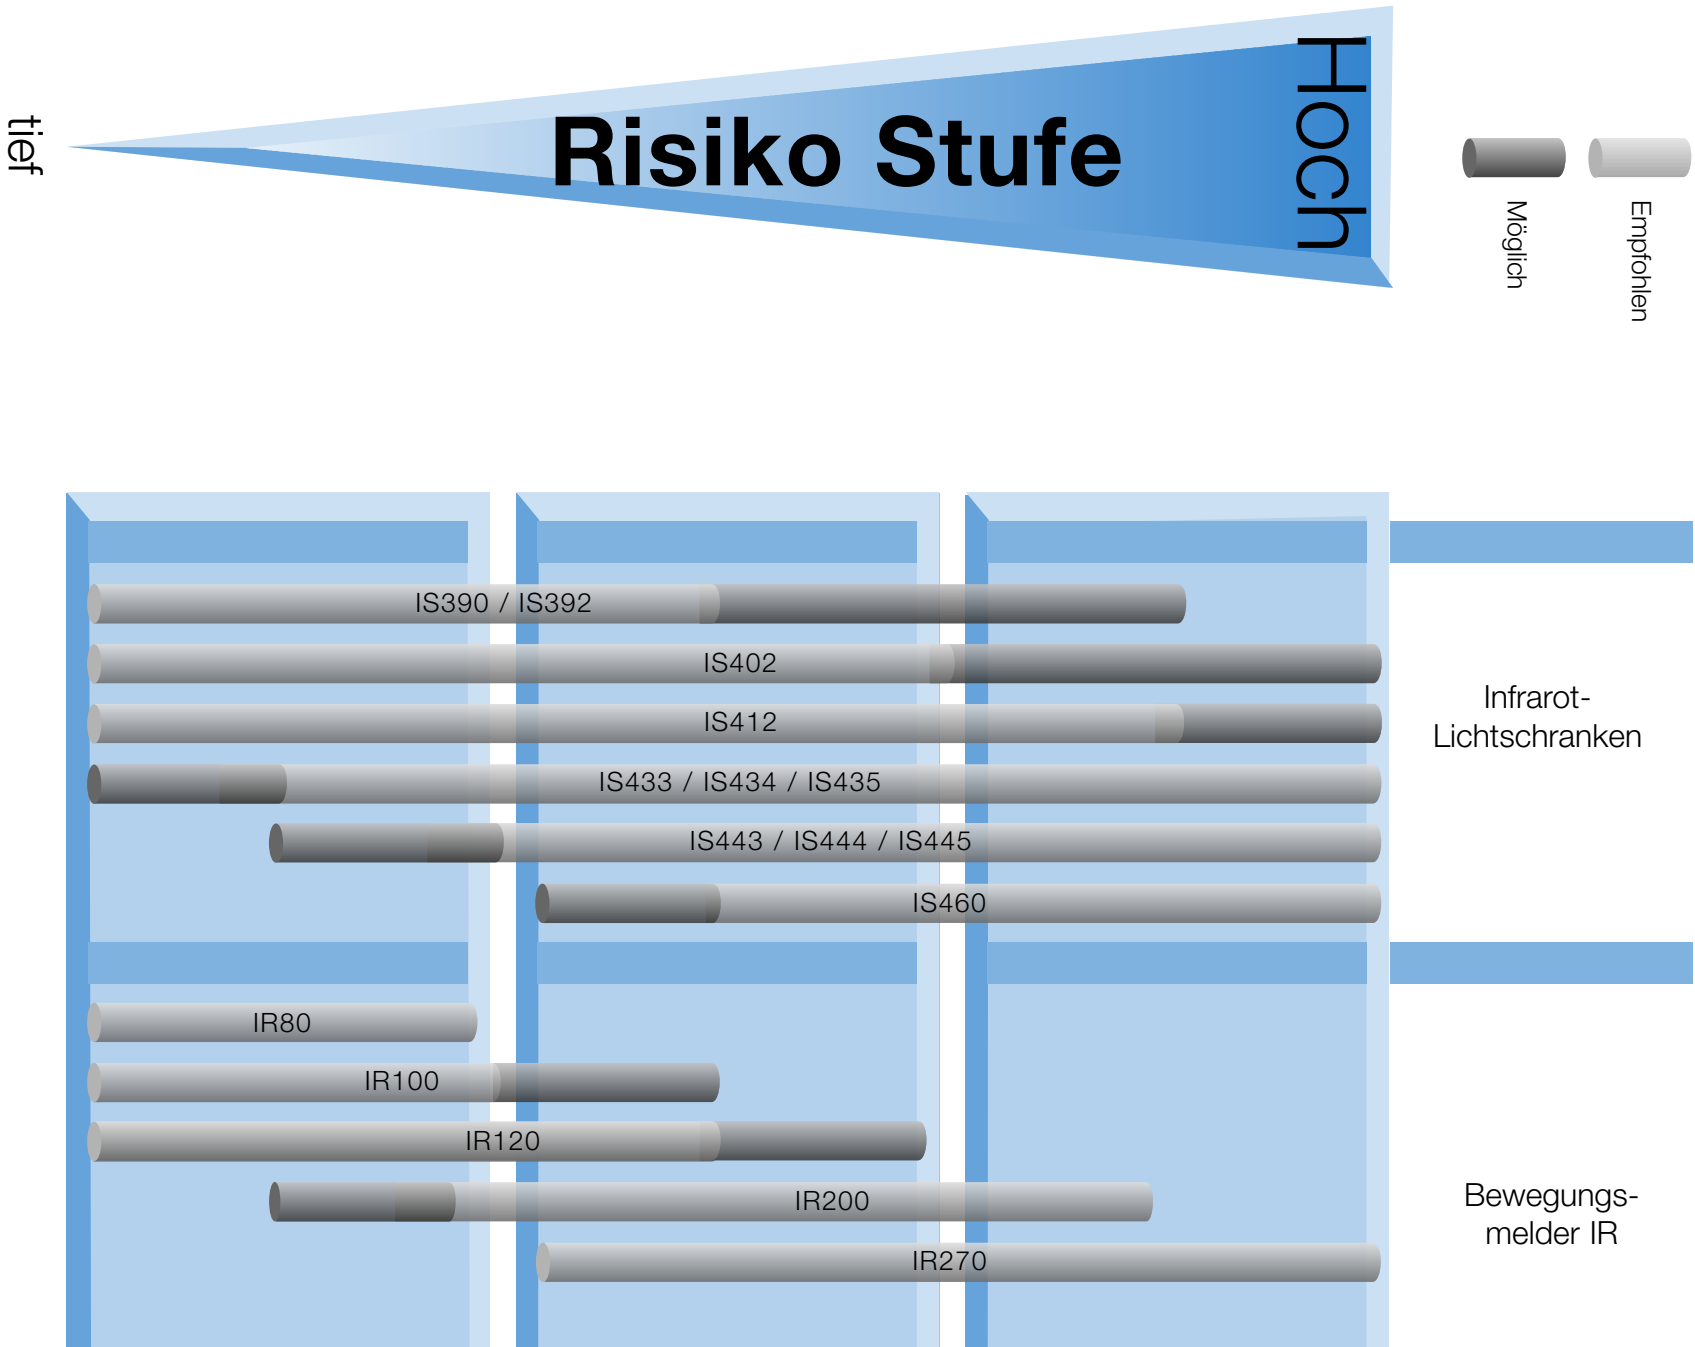 tief
Risiko Stufe
Hoch
Möglich
Empfohlen
IS390 / IS392
IS402
IS412
IS433 / IS434 / IS435
IS443 / IS444 / IS445
IS460
Infrarot-
Lichtschranken
IR80
IR100
IR120
IR200
IR270
Bewegungs-
melder IR